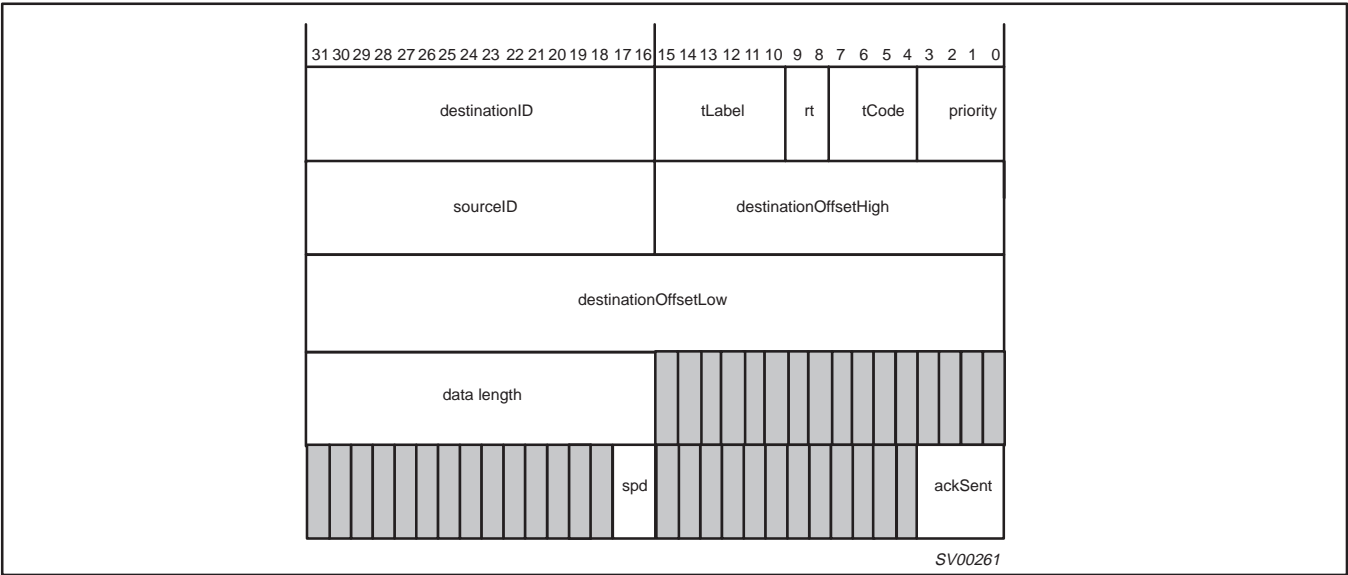 31 30 29 28 27 26 25 24 23 22 21 20 19 18 17 16 15 14 13 12 11 10 9 8 7 6 5 4 3 2 1 0
destinationID tLabel rt tCode priority
sourceID destinationOffsetHigh
destinationOffsetLow
data length
spd ackSent
SV00261